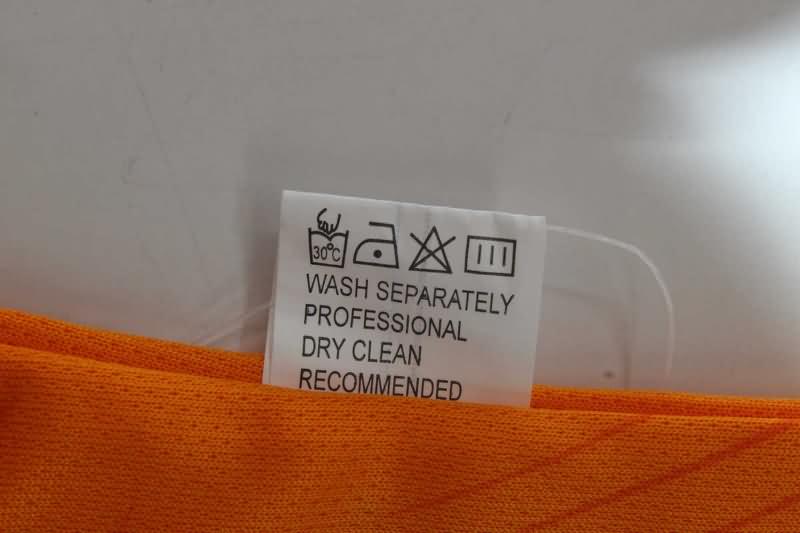 30°C
WASH SEPARATELY
PROFESSIONAL
DRY CLEAN
RECOMMENDED